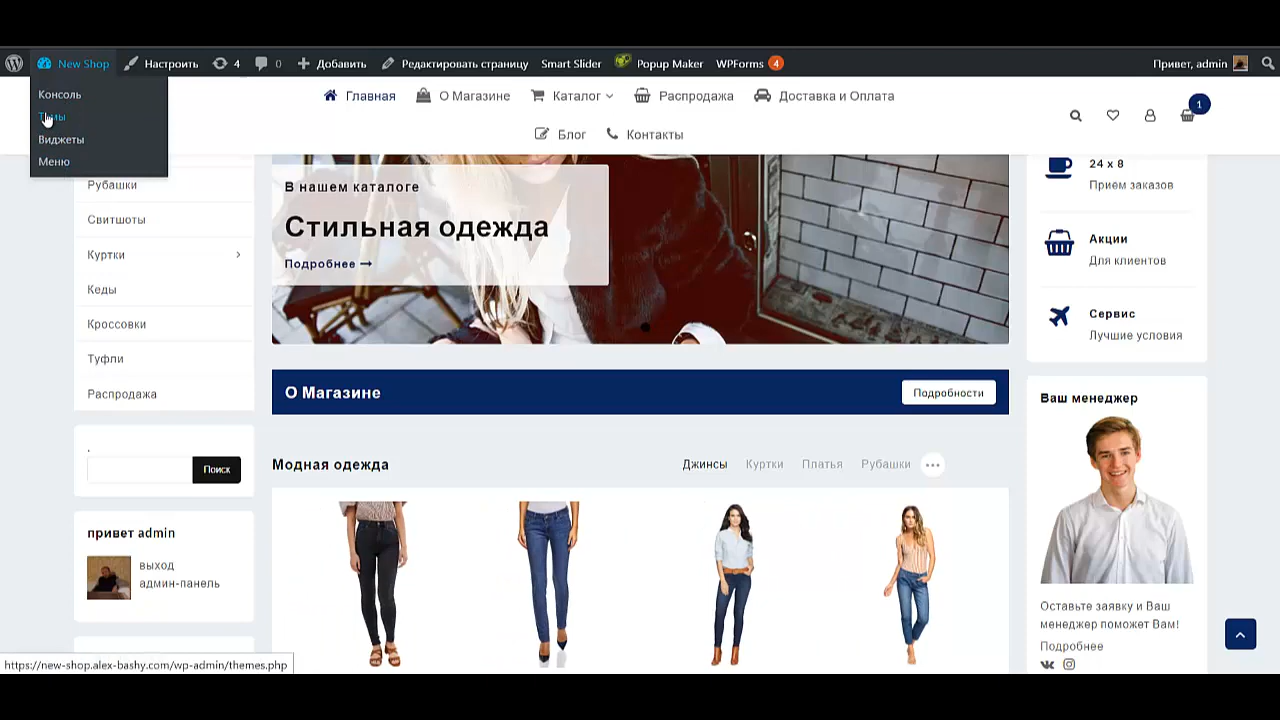 New Shop
Настроить
4
0
Добавить
Редактировать страницу
Smart Slider
Popup Maker
WPForms 4
Привет, admin
Консоль
Темы
Виджеты
Меню
Главная
О Магазине
Каталог
Распродажа
Доставка и Оплата
Блог
Контакты
1
Рубашки
Свитшоты
Куртки
Кеды
Кроссовки
Туфли
Распродажа
.
Поиск
привет admin
выход
админ-панель
В нашем каталоге
Стильная одежда
Подробнее
О Магазине
Подробности
Модная одежда
Джинсы
Куртки
Платья
Рубашки
24 x 8
Прием заказов
Акции
Для клиентов
Сервис
Лучшие условия
Ваш менеджер
Оставьте заявку и Ваш
менеджер поможет Вам!
Подробнее
https://new-shop.alex-bashy.com/wp-admin/themes.php